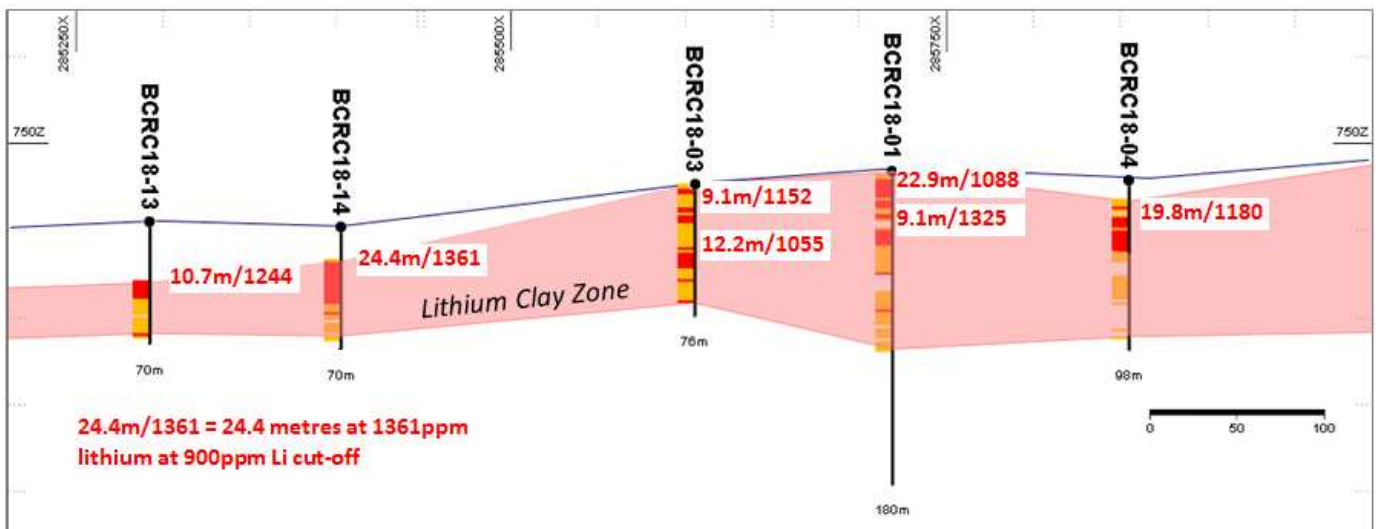 285250X
285500X
285750X
750Z
750Z
BCRC18-13
BCRC18-14
BCRC18-03
BCRC18-01
BCRC18-04
9.1m/1152
22.9m/1088
9.1m/1325
19.8m/1180
12.2m/1055
24.4m/1361
10.7m/1244
Lithium Clay Zone
76m
70m
70m
98m
24.4m/1361 = 24.4 metres at 1361ppm
lithium at 900ppm Li cut-off
0 50 100
180m